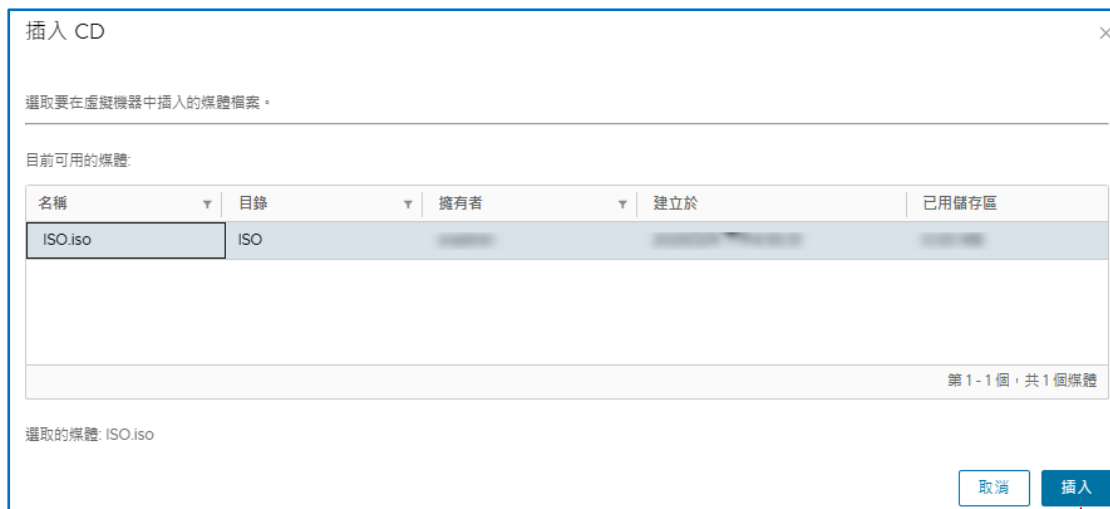 插入 CD
選取要在虛擬機器中插入的媒體檔案。
目前可用的媒體:
名稱 目錄 擁有者 建立於 已用儲存區
ISO.iso ISO
第 1 - 1 個，共 1 個媒體
選取的媒體: ISO.iso
取消 插入